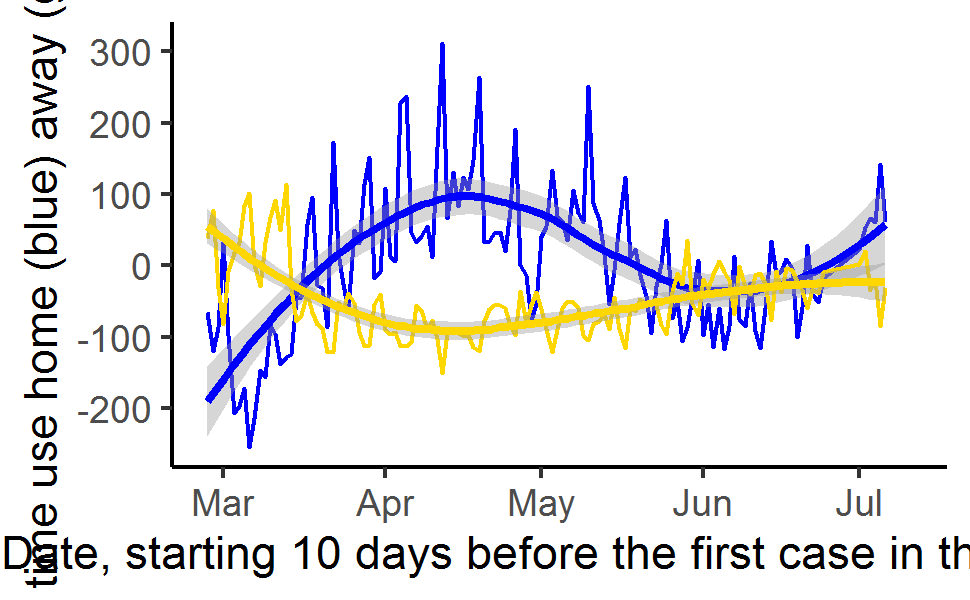 time use home (blue) away (
300
200
100
0
-100
-200
Mar Apr May Jun Jul
Date, starting 10 days before the first case in th